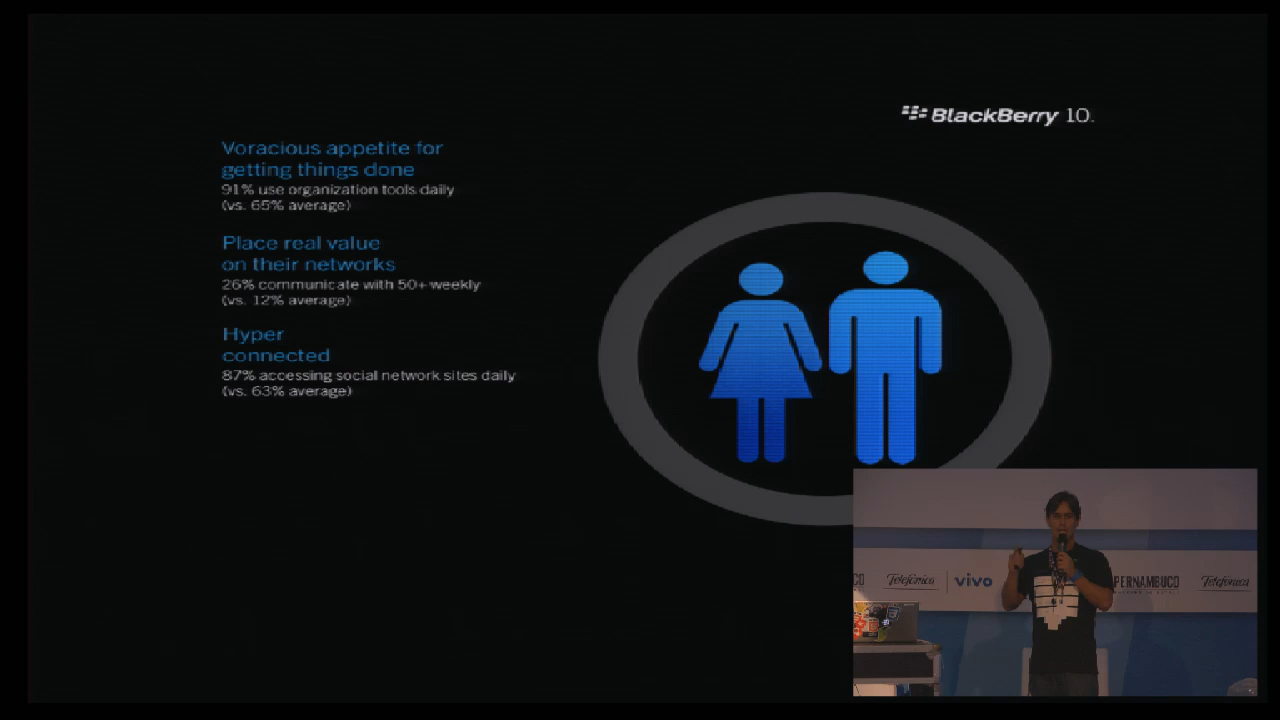 BlackBerry 10.
Voracious appetite for
getting things done
91% use organization tools daily
(vs. 65% average)
Place real value
on their networks
26% communicate with 50+ weekly
(vs. 12% average)
Hyper
connected
87% accessing social network sites daily
(vs. 63% average)
CO Telefónica vivo PERNAMBUCO Telefónica